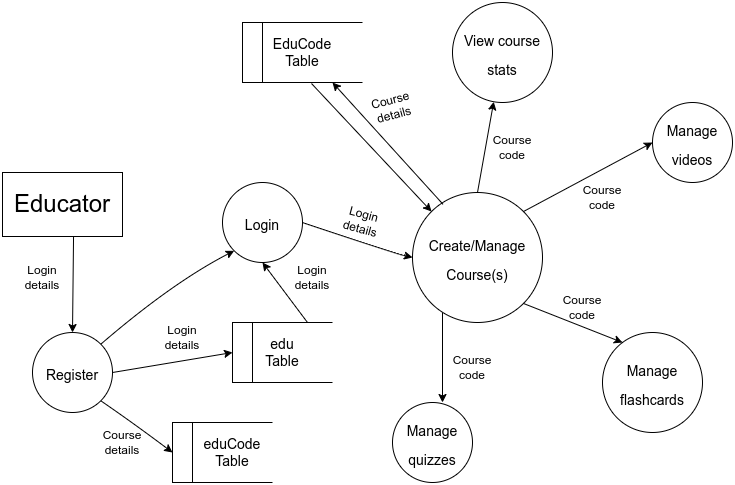 EduCode
Table
View course
stats
Course
details
Manage
videos
Course
code
Course
code
Educator
Login
Login
details
Create/Manage
Course(s)
Login
details
Login
details
Course
code
Login
details
edu
Table
Register
Manage
flashcards
Course
code
Course
details
eduCode
Table
Manage
quizzes